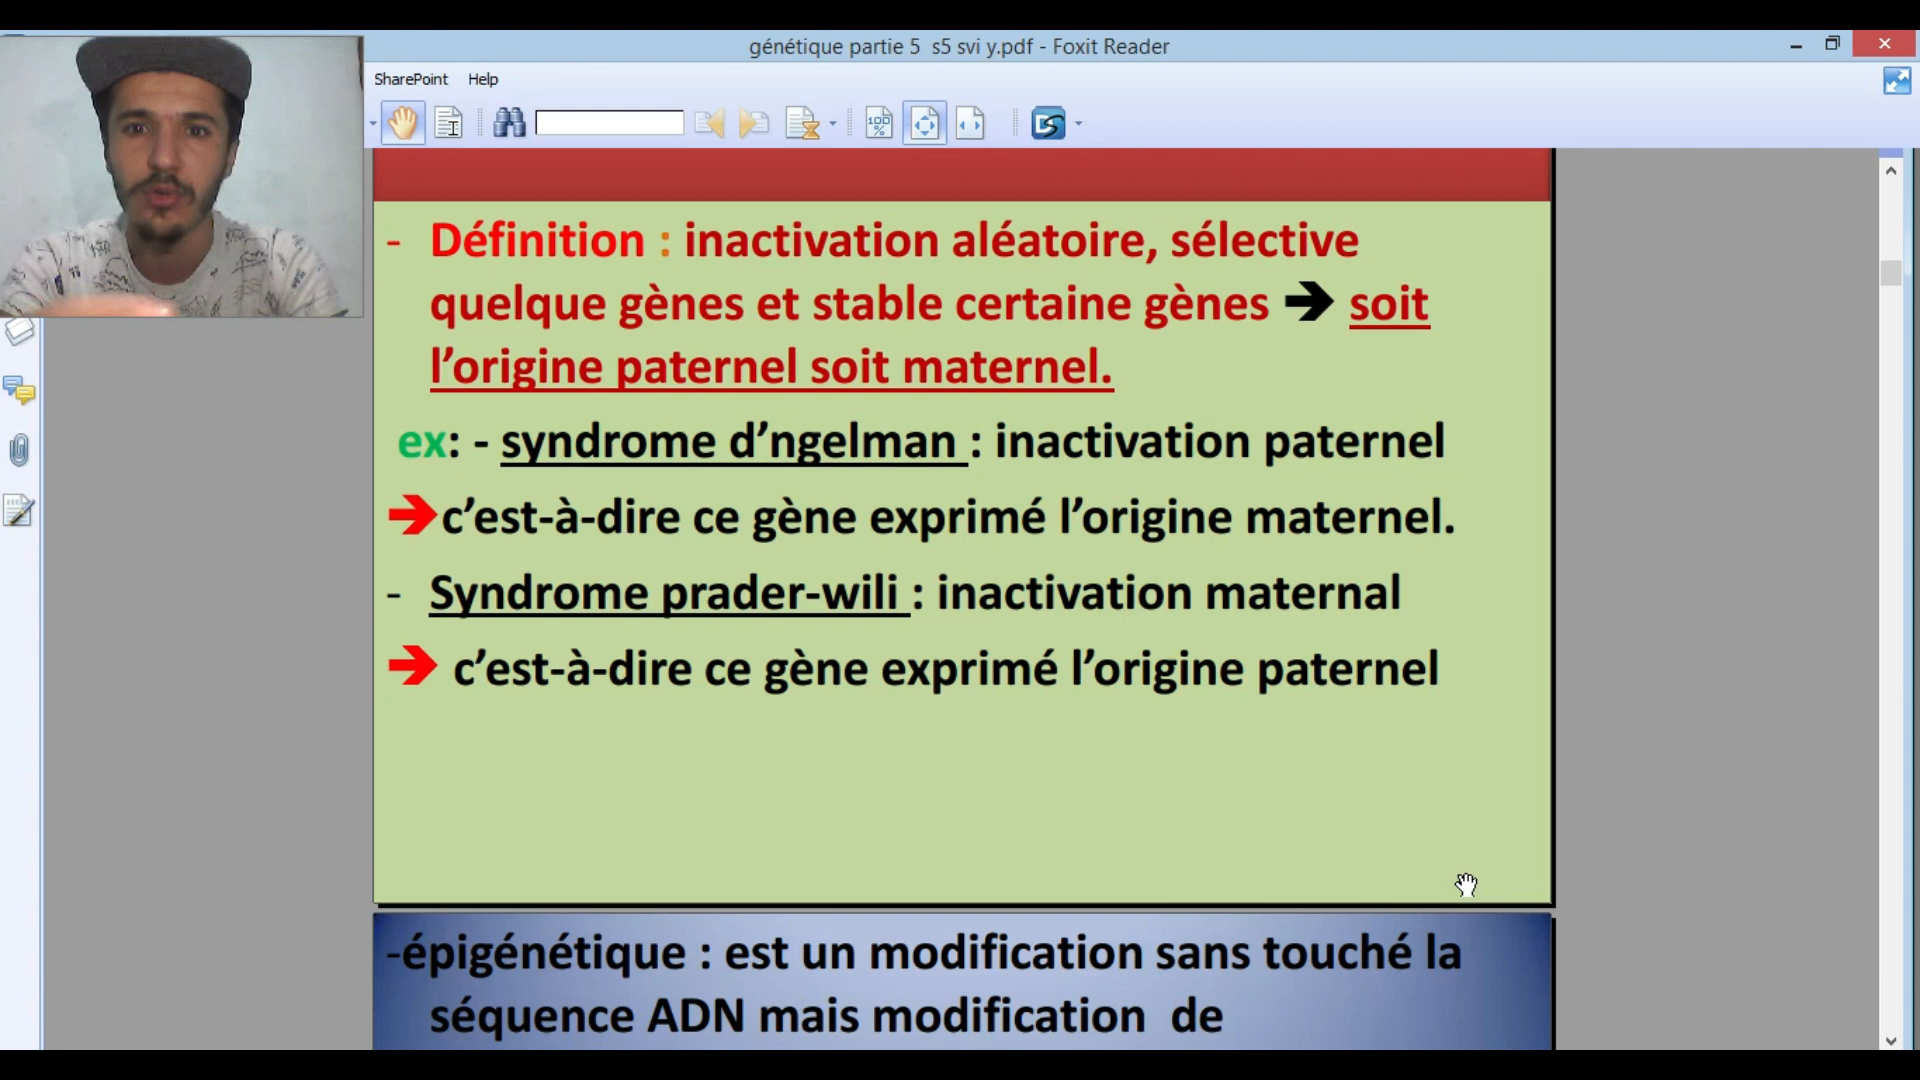 génétique partie 5  s5 svi y.pdf - Foxit Reader
SharePoint Help
100 %
- Définition : inactivation aléatoire, sélective
quelque gènes et stable certaine gènes ➔ soit
l’origine paternel soit maternel.
ex: - syndrome d’ngelman : inactivation paternel
➔c’est-à-dire ce gène exprimé l’origine maternel.
- Syndrome prader-wili : inactivation maternal
➔ c’est-à-dire ce gène exprimé l’origine paternel
-épigénétique : est un modification sans touché la
séquence ADN mais modification  de